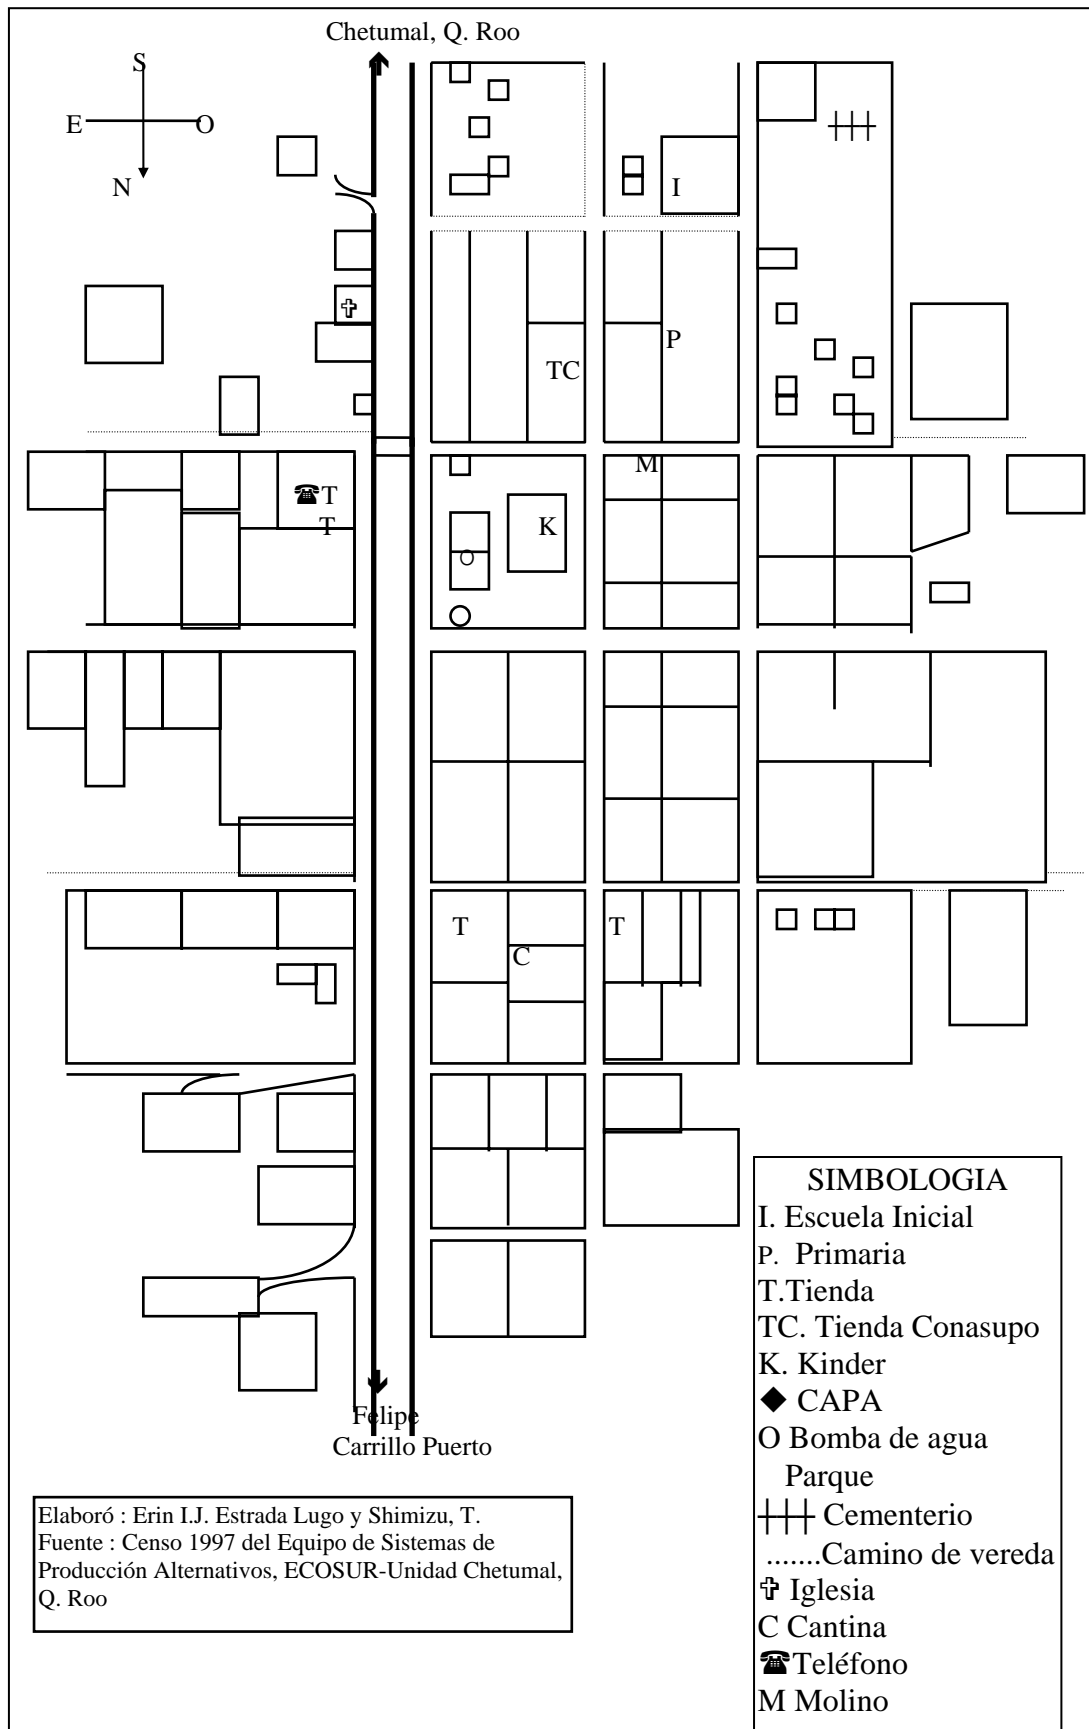 Chetumal, Q. Roo
S
E O
N
I
P
TC
M
☎T
T
K
O
T
T
C
Felipe
Carrillo Puerto
SIMBOLOGIA
I. Escuela Inicial
P. Primaria
T.Tienda
TC. Tienda Conasupo
K. Kinder
◆ CAPA
O Bomba de agua
Parque
┼┼┼ Cementerio
.......Camino de vereda
✞ Iglesia
C Cantina
☎Teléfono
M Molino
Elaboró : Erin I.J. Estrada Lugo y Shimizu, T.
Fuente : Censo 1997 del Equipo de Sistemas de
Producción Alternativos, ECOSUR-Unidad Chetumal,
Q. Roo